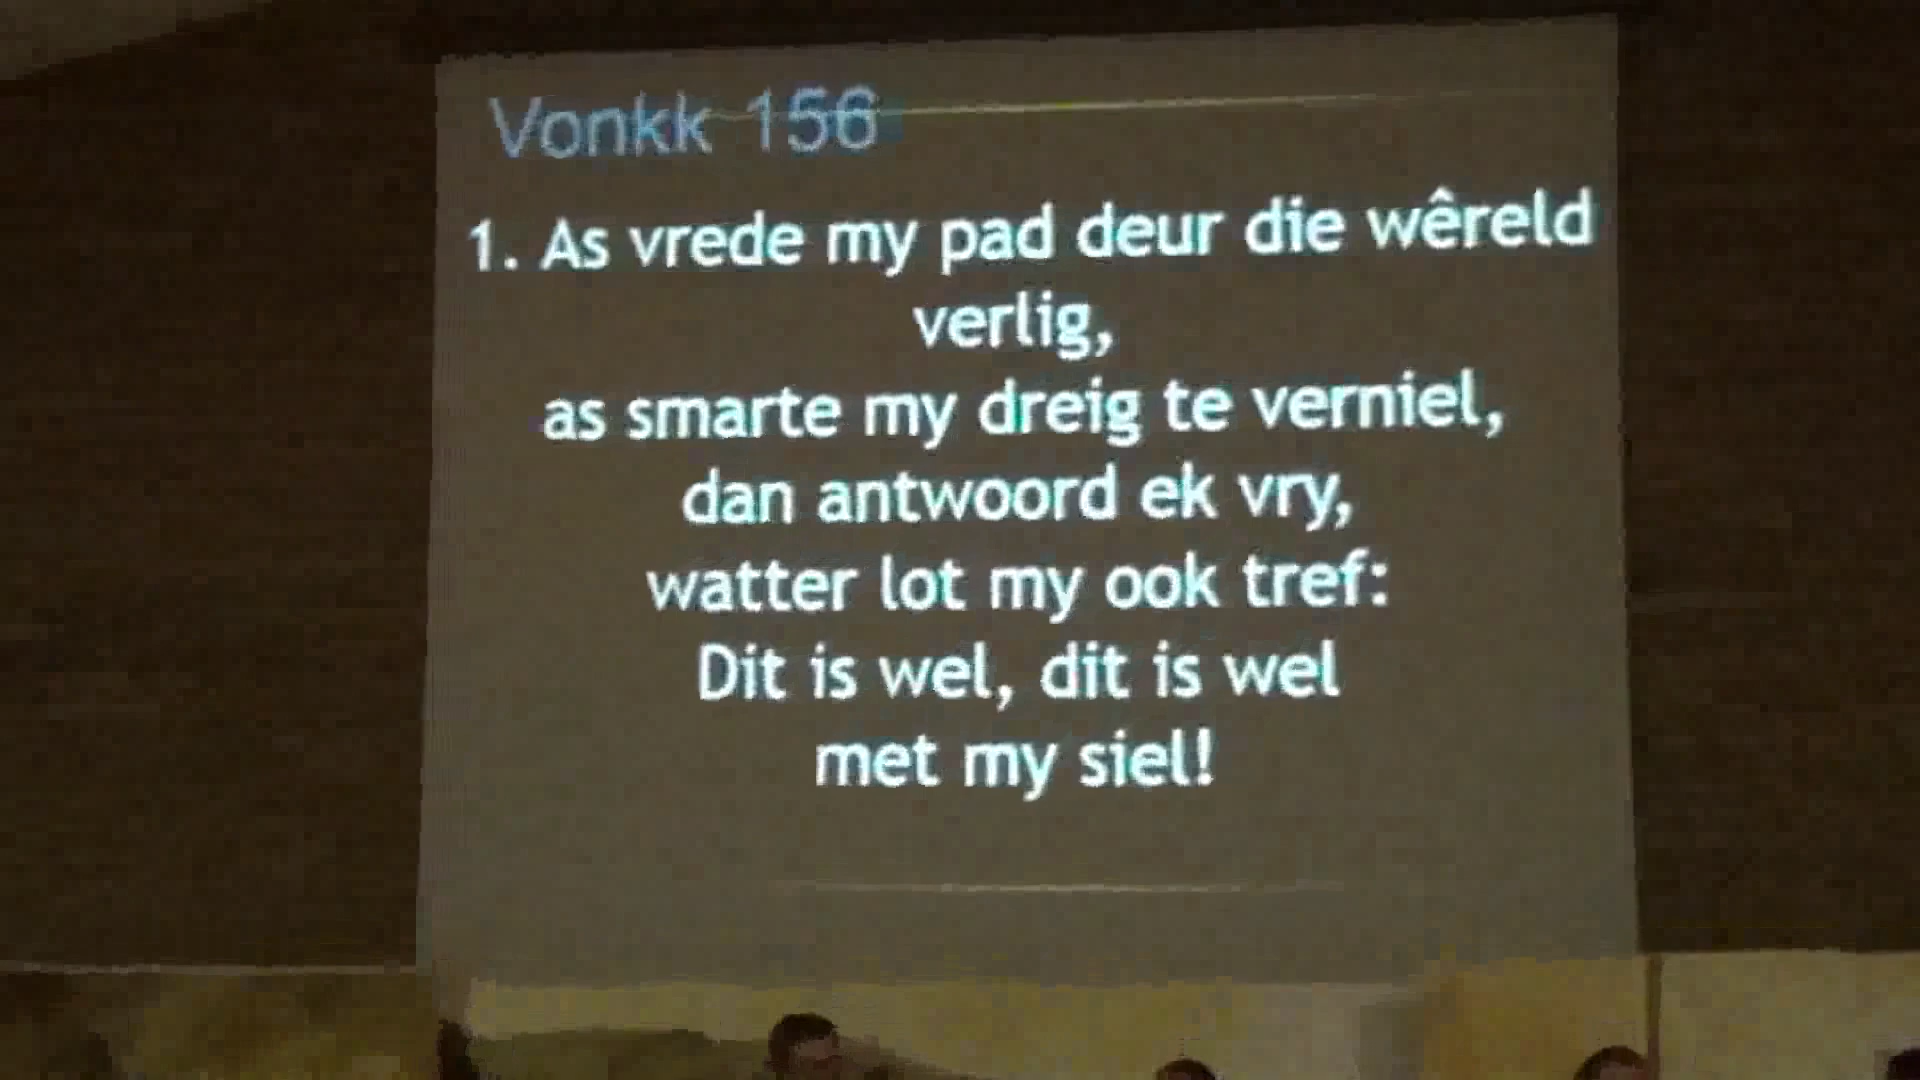 Vonkk 156
1. As vrede my pad deur die wêreld
verlig,
as smarte my dreig te verniel,
dan antwoord ek vry,
watter lot my ook tref:
Dit is wel, dit is wel
met my siel!